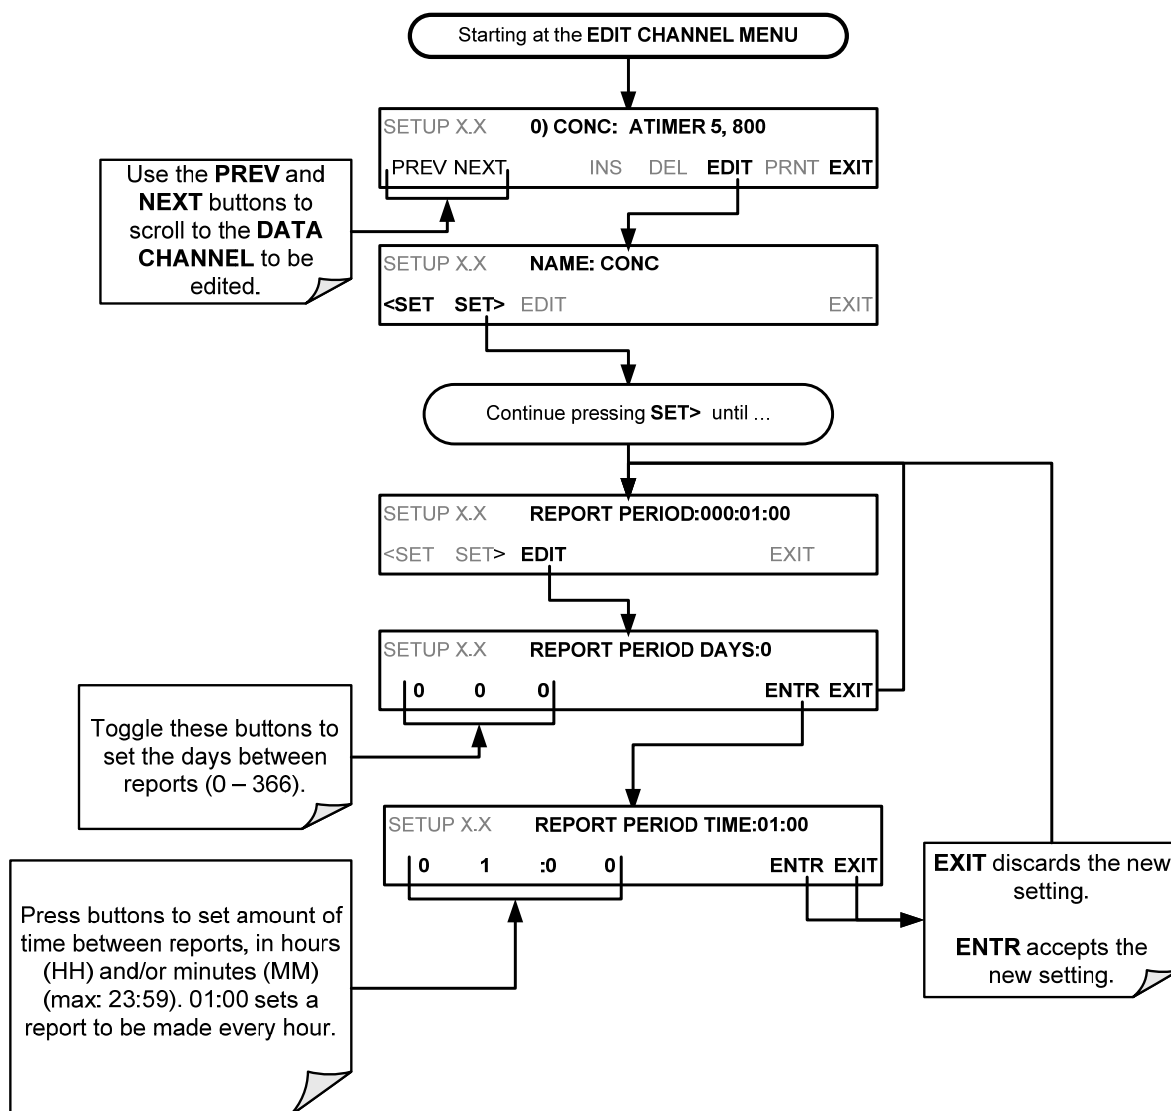 Starting at the EDIT CHANNEL MENU
SETUP X.X 0) CONC: ATIMER 5, 800
PREV NEXT INS DEL EDIT PRNT EXIT
Use the PREV and
NEXT buttons to
scroll to the DATA
CHANNEL to be
edited.
SETUP X.X NAME: CONC
<SET SET> EDIT EXIT
Continue pressing SET> until ...
SETUP X.X REPORT PERIOD:000:01:00
<SET SET> EDIT EXIT
SETUP X.X REPORT PERIOD DAYS:0
0 0 0 ENTR EXIT
Toggle these buttons to
set the days between
reports (0 – 366).
SETUP X.X REPORT PERIOD TIME:01:00
0 1 :0 0 ENTR EXIT
Press buttons to set amount of
time between reports, in hours
(HH) and/or minutes (MM)
(max: 23:59). 01:00 sets a
report to be made every hour.
EXIT discards the new
setting.
ENTR accepts the
new setting.